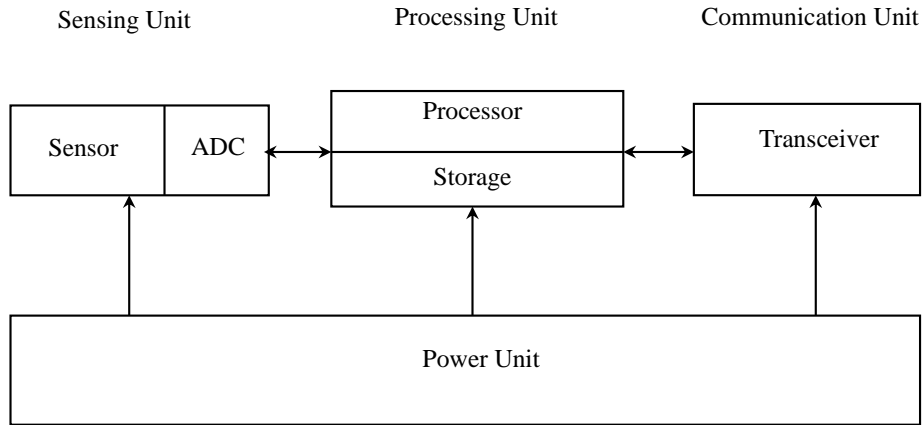 Sensing Unit
Processing Unit
Communication Unit
Sensor
ADC
Processor
Storage
Transceiver
Power Unit